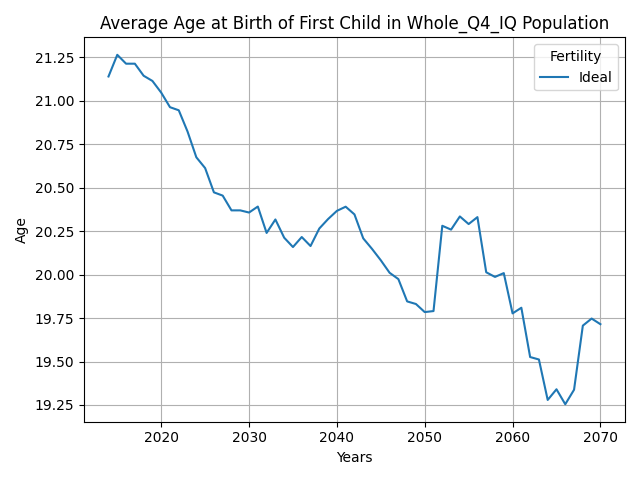 Average Age at Birth of First Child in Whole_Q4_IQ Population
Fertility
Ideal
21.25
21.00
20.75
20.50
20.25
20.00
19.75
19.50
19.25
Age
2020 2030 2040 2050 2060 2070
Years